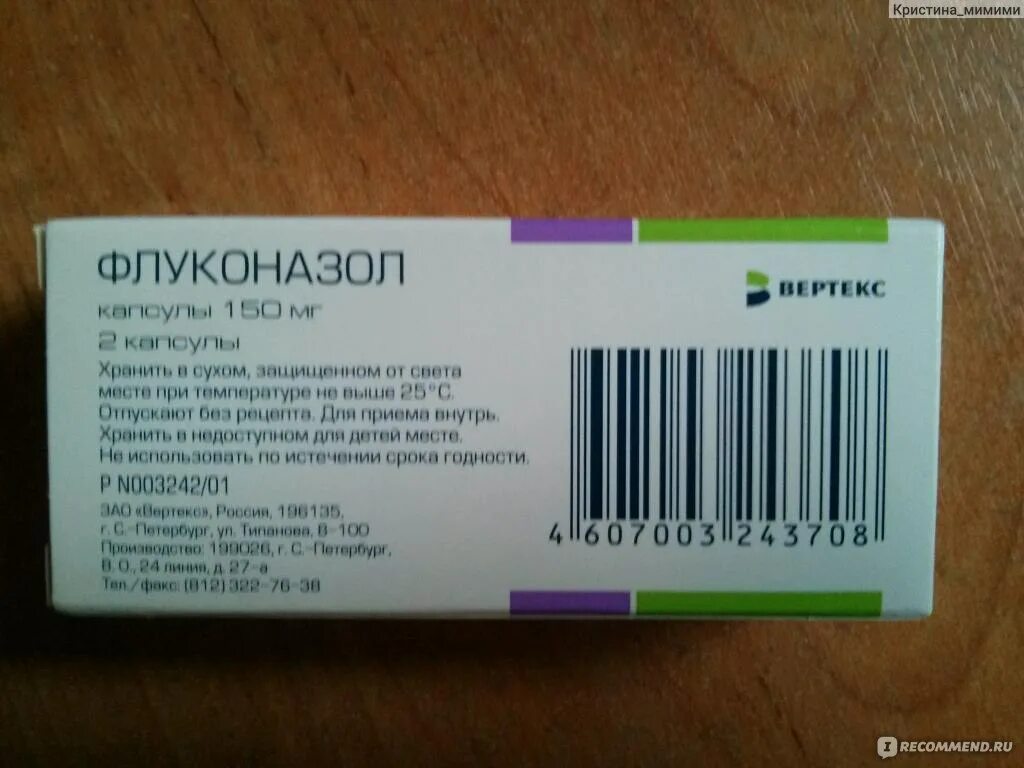 Кристина_мимими
ФЛУКОНАЗОЛ
капсулы 150 мг
2 капсулы
ВЕРТЕКС
Хранить в сухом, защищенном от света
месте при температуре не выше 25°С.
Отпускают без рецепта. Для приема внутрь.
Хранить в недоступном для детей месте.
Не использовать по истечении срока годности.
Р N003242/01
ЗАО «Вертекс», Россия, 196135,
г. С.-Петербург, ул. Типанова, 8-100
Производство: 199026, г. С.-Петербург,
В. О., 24 линия, д. 27-а
Тел./факс: (812) 322-76-38
4 607003 243708
IRECOMMEND.RU